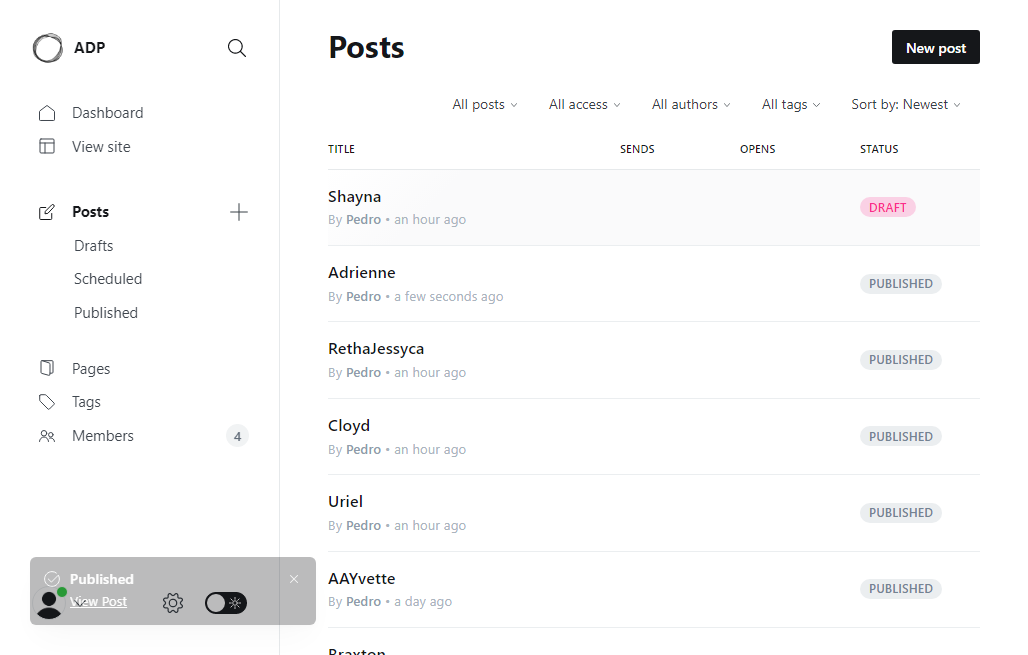 ADP
Dashboard
View site
Posts
Drafts
Scheduled
Published
Pages
Tags
Members 4
Published
View Post
Posts
New post
All posts All access All authors All tags Sort by: Newest
TITLE SENDS OPENS STATUS
Shayna
By Pedro • an hour ago
DRAFT
Adrienne
By Pedro • a few seconds ago
PUBLISHED
RethaJessyca
By Pedro • an hour ago
PUBLISHED
Cloyd
By Pedro • an hour ago
PUBLISHED
Uriel
By Pedro • an hour ago
PUBLISHED
AAYvette
By Pedro • a day ago
PUBLISHED
Braxton